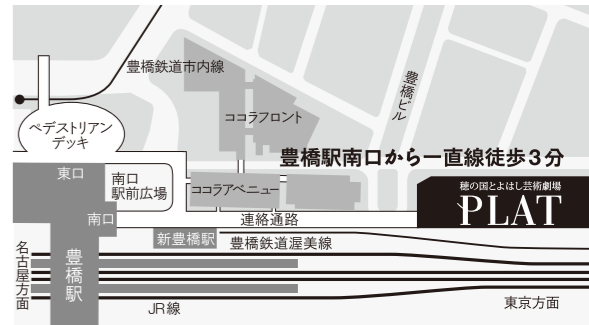 豊橋鉄道市内線
豊橋ビル
ココラフロント
ペデストリアン
デッキ
豊橋駅南口から一直線徒歩3分
東口
南口
駅前広場
ココラアベニュー
穂の国とよはし芸術劇場
PLAT
南口
連絡通路
新豊橋駅
豊橋鉄道渥美線
名古屋方面
豊橋駅
JR線
東京方面